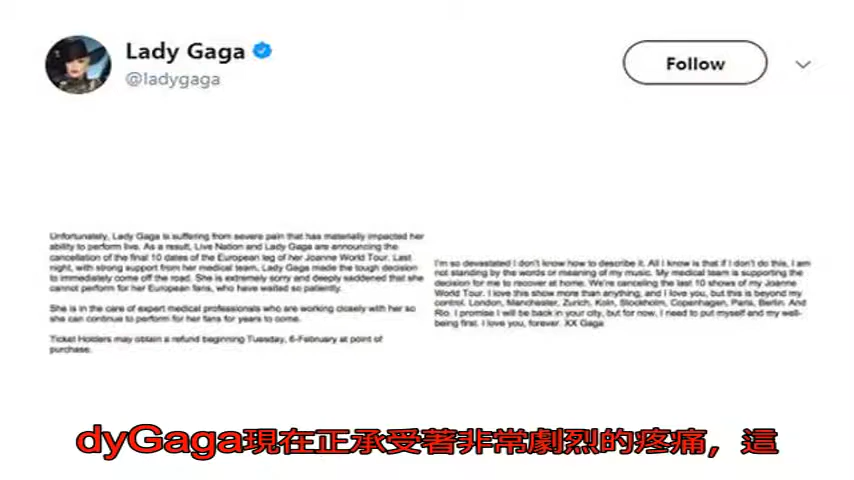 Lady Gaga
@ladygaga
Follow
Unfortunately, Lady Gaga is suffering from severe pain that has materially impacted her
ability to perform live. As a result, Live Nation and Lady Gaga are announcing the
cancellation of the final 10 dates of the European leg of her Joanne World Tour. Last
night, with strong support from her medical team, Lady Gaga made the tough decision
to immediately come off the road. She is extremely sorry and deeply saddened that she
cannot perform for her European fans, who have waited so patiently.
She is in the care of expert medical professionals who are working closely with her so
she can continue to perform for her fans for years to come.
Ticket Holders may obtain a refund beginning Tuesday, 6-February at point of
purchase.
I'm so devastated I don't know how to describe it. All I know is that if I don't do this, I am
not standing by the words or meaning of my music. My medical team is supporting the
decision for me to recover at home. We're canceling the last 10 shows of my Joanne
World Tour. I love this show more than anything, and I love you, but this is beyond my
control. London, Manchester, Zurich, Koln, Stockholm, Copenhagen, Paris, Berlin. And
Rio. I promise I will be back in your city, but for now, I need to put myself and my well-
being first. I love you, forever. XX Gaga
dyGaga現在正承受著非常劇烈的疼痛，這